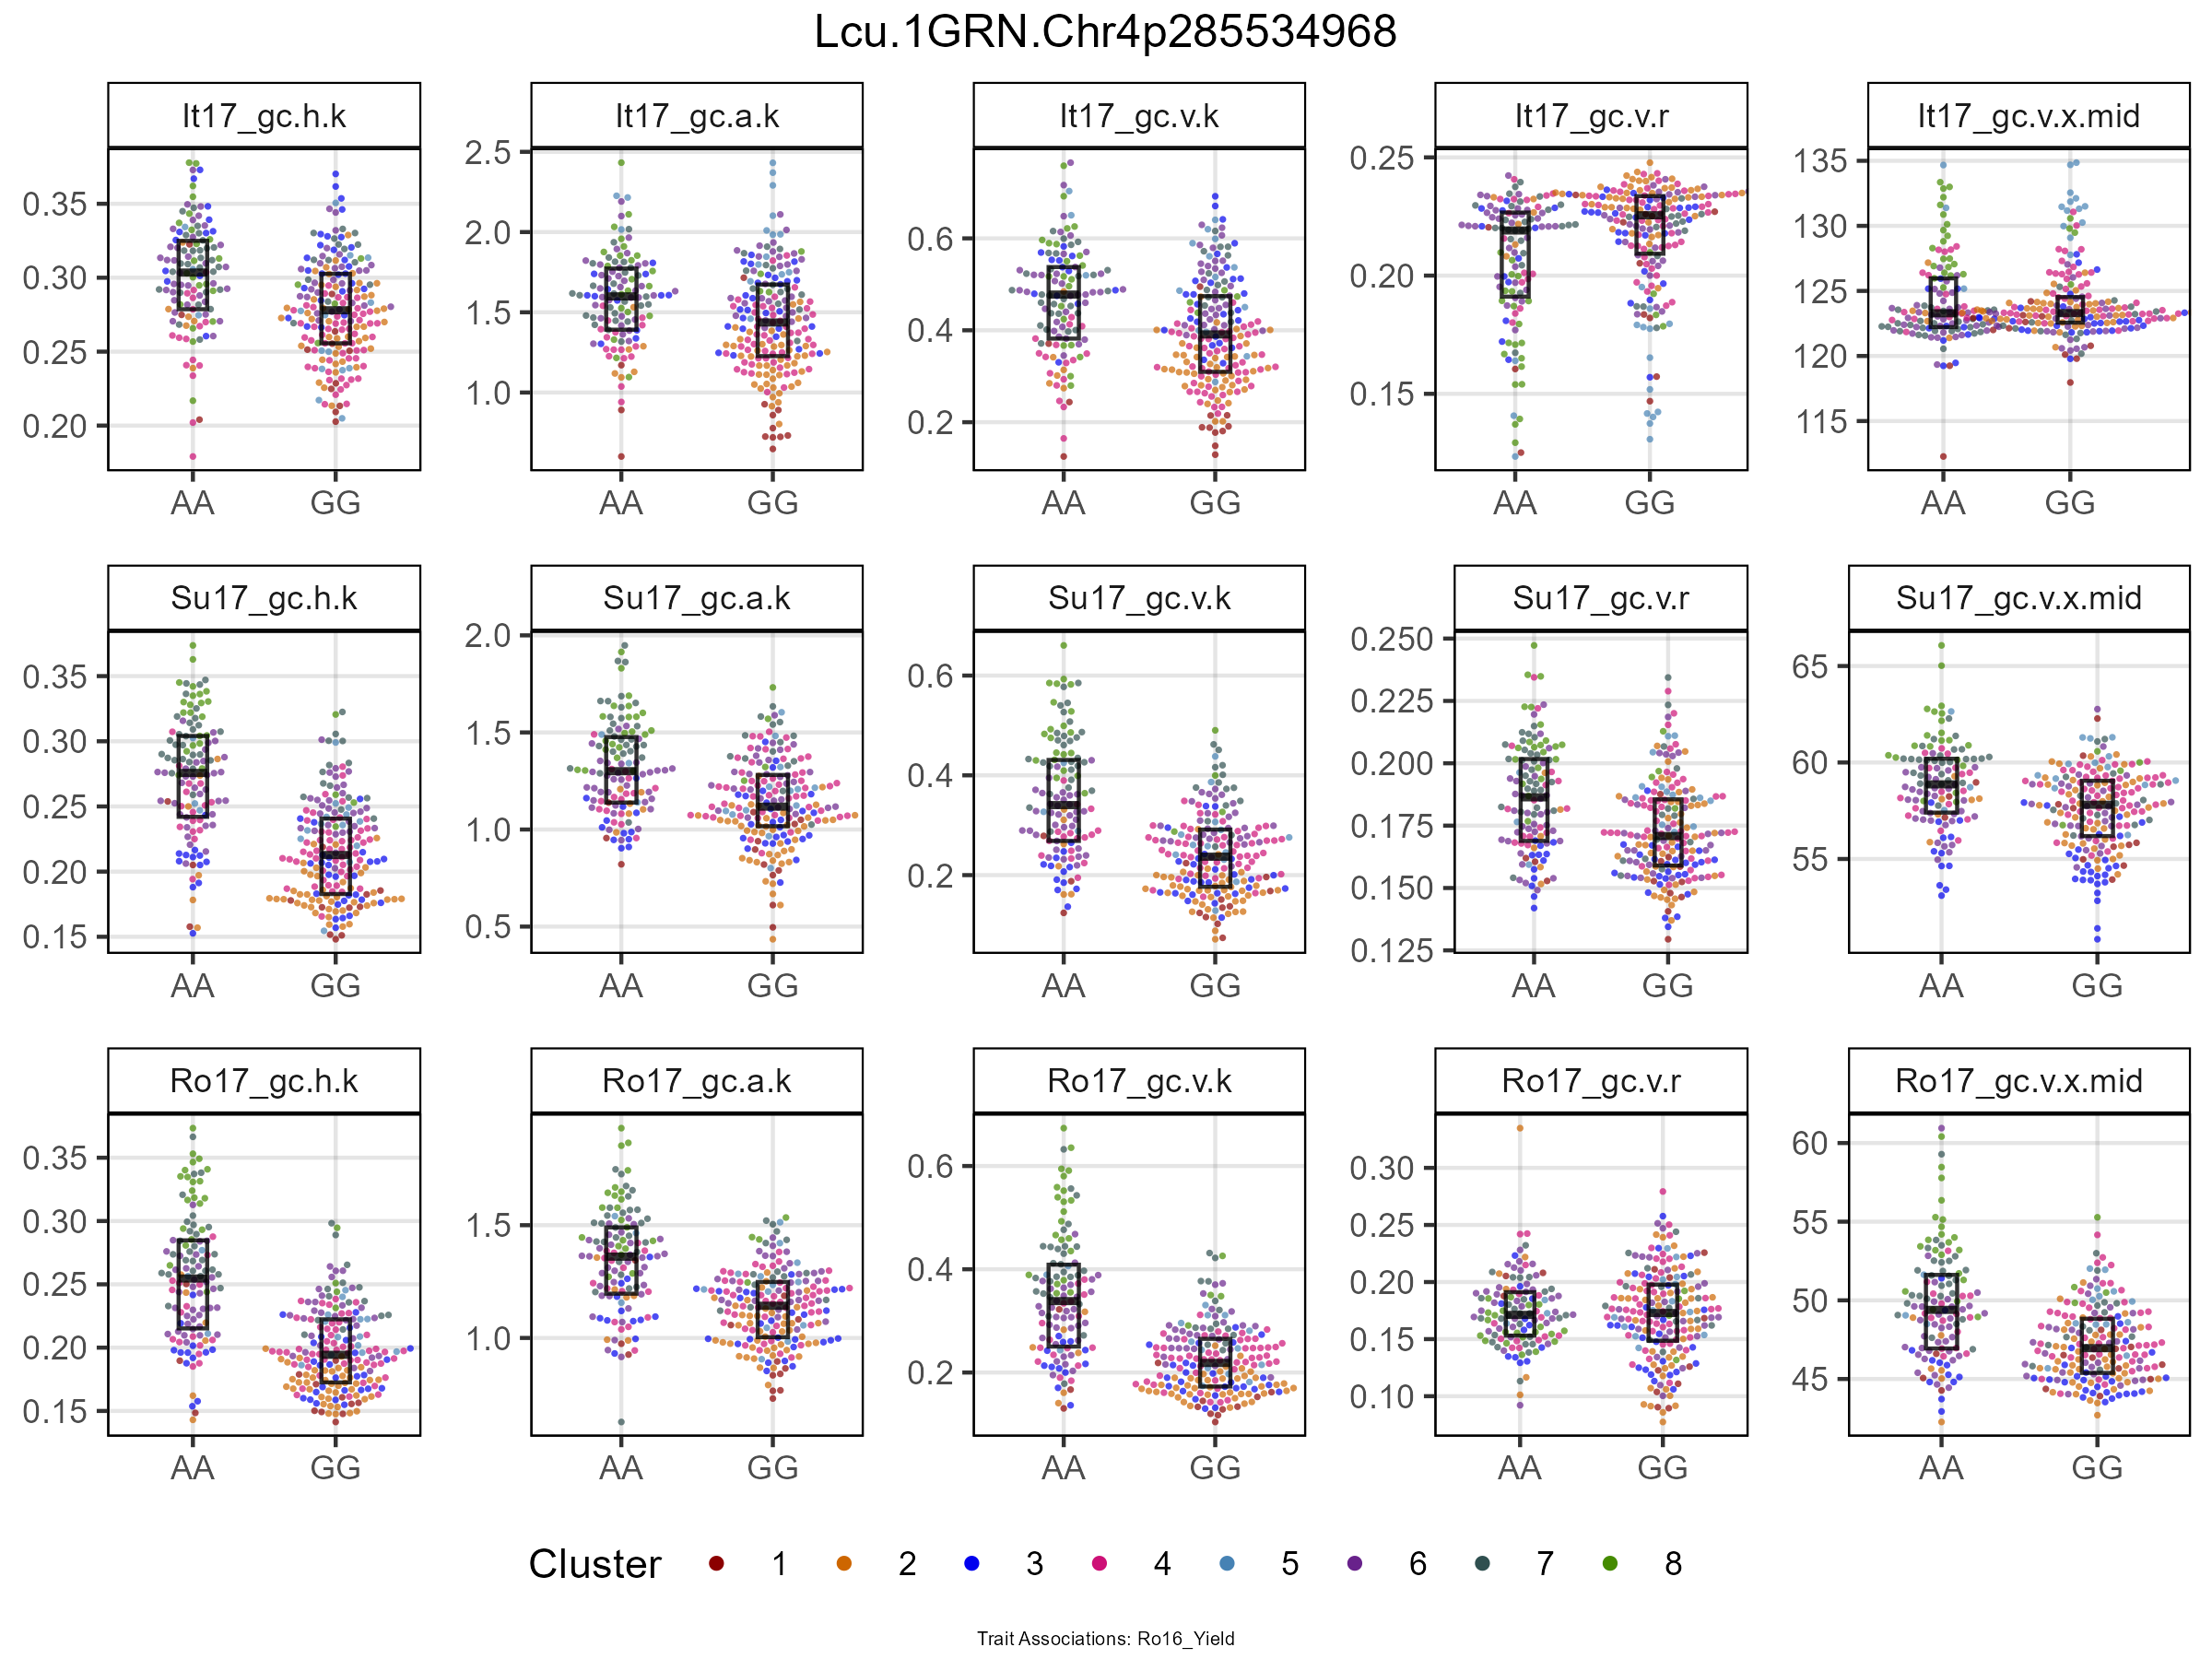 Lcu.1GRN.Chr4p285534968
It17_gc.h.k
It17_gc.a.k
It17_gc.v.k
It17_gc.v.r
It17_gc.v.x.mid
0.35
0.30
0.25
0.20
2.5
2.0
1.5
1.0
0.6
0.4
0.2
0.25
0.20
0.15
135
130
125
120
115
AA GG
AA GG
AA GG
AA GG
AA GG
Su17_gc.h.k
Su17_gc.a.k
Su17_gc.v.k
Su17_gc.v.r
Su17_gc.v.x.mid
0.35
0.30
0.25
0.20
0.15
2.0
1.5
1.0
0.5
0.6
0.4
0.2
0.250
0.225
0.200
0.175
0.150
0.125
65
60
55
AA GG
AA GG
AA GG
AA GG
AA GG
Ro17_gc.h.k
Ro17_gc.a.k
Ro17_gc.v.k
Ro17_gc.v.r
Ro17_gc.v.x.mid
0.35
0.30
0.25
0.20
0.15
1.5
1.0
0.6
0.4
0.2
0.30
0.25
0.20
0.15
0.10
60
55
50
45
AA GG
AA GG
AA GG
AA GG
AA GG
Cluster 1 2 3 4 5 6 7 8
Trait Associations: Ro16_Yield